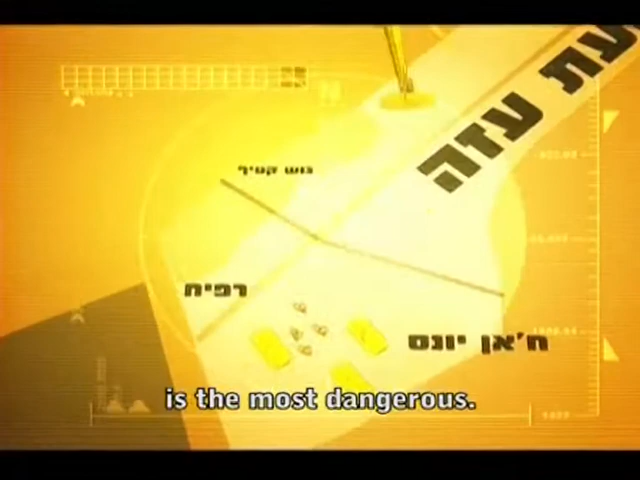 עת עזה
גוש קטיף
רפיח
ח'אן יונס
is the most dangerous.